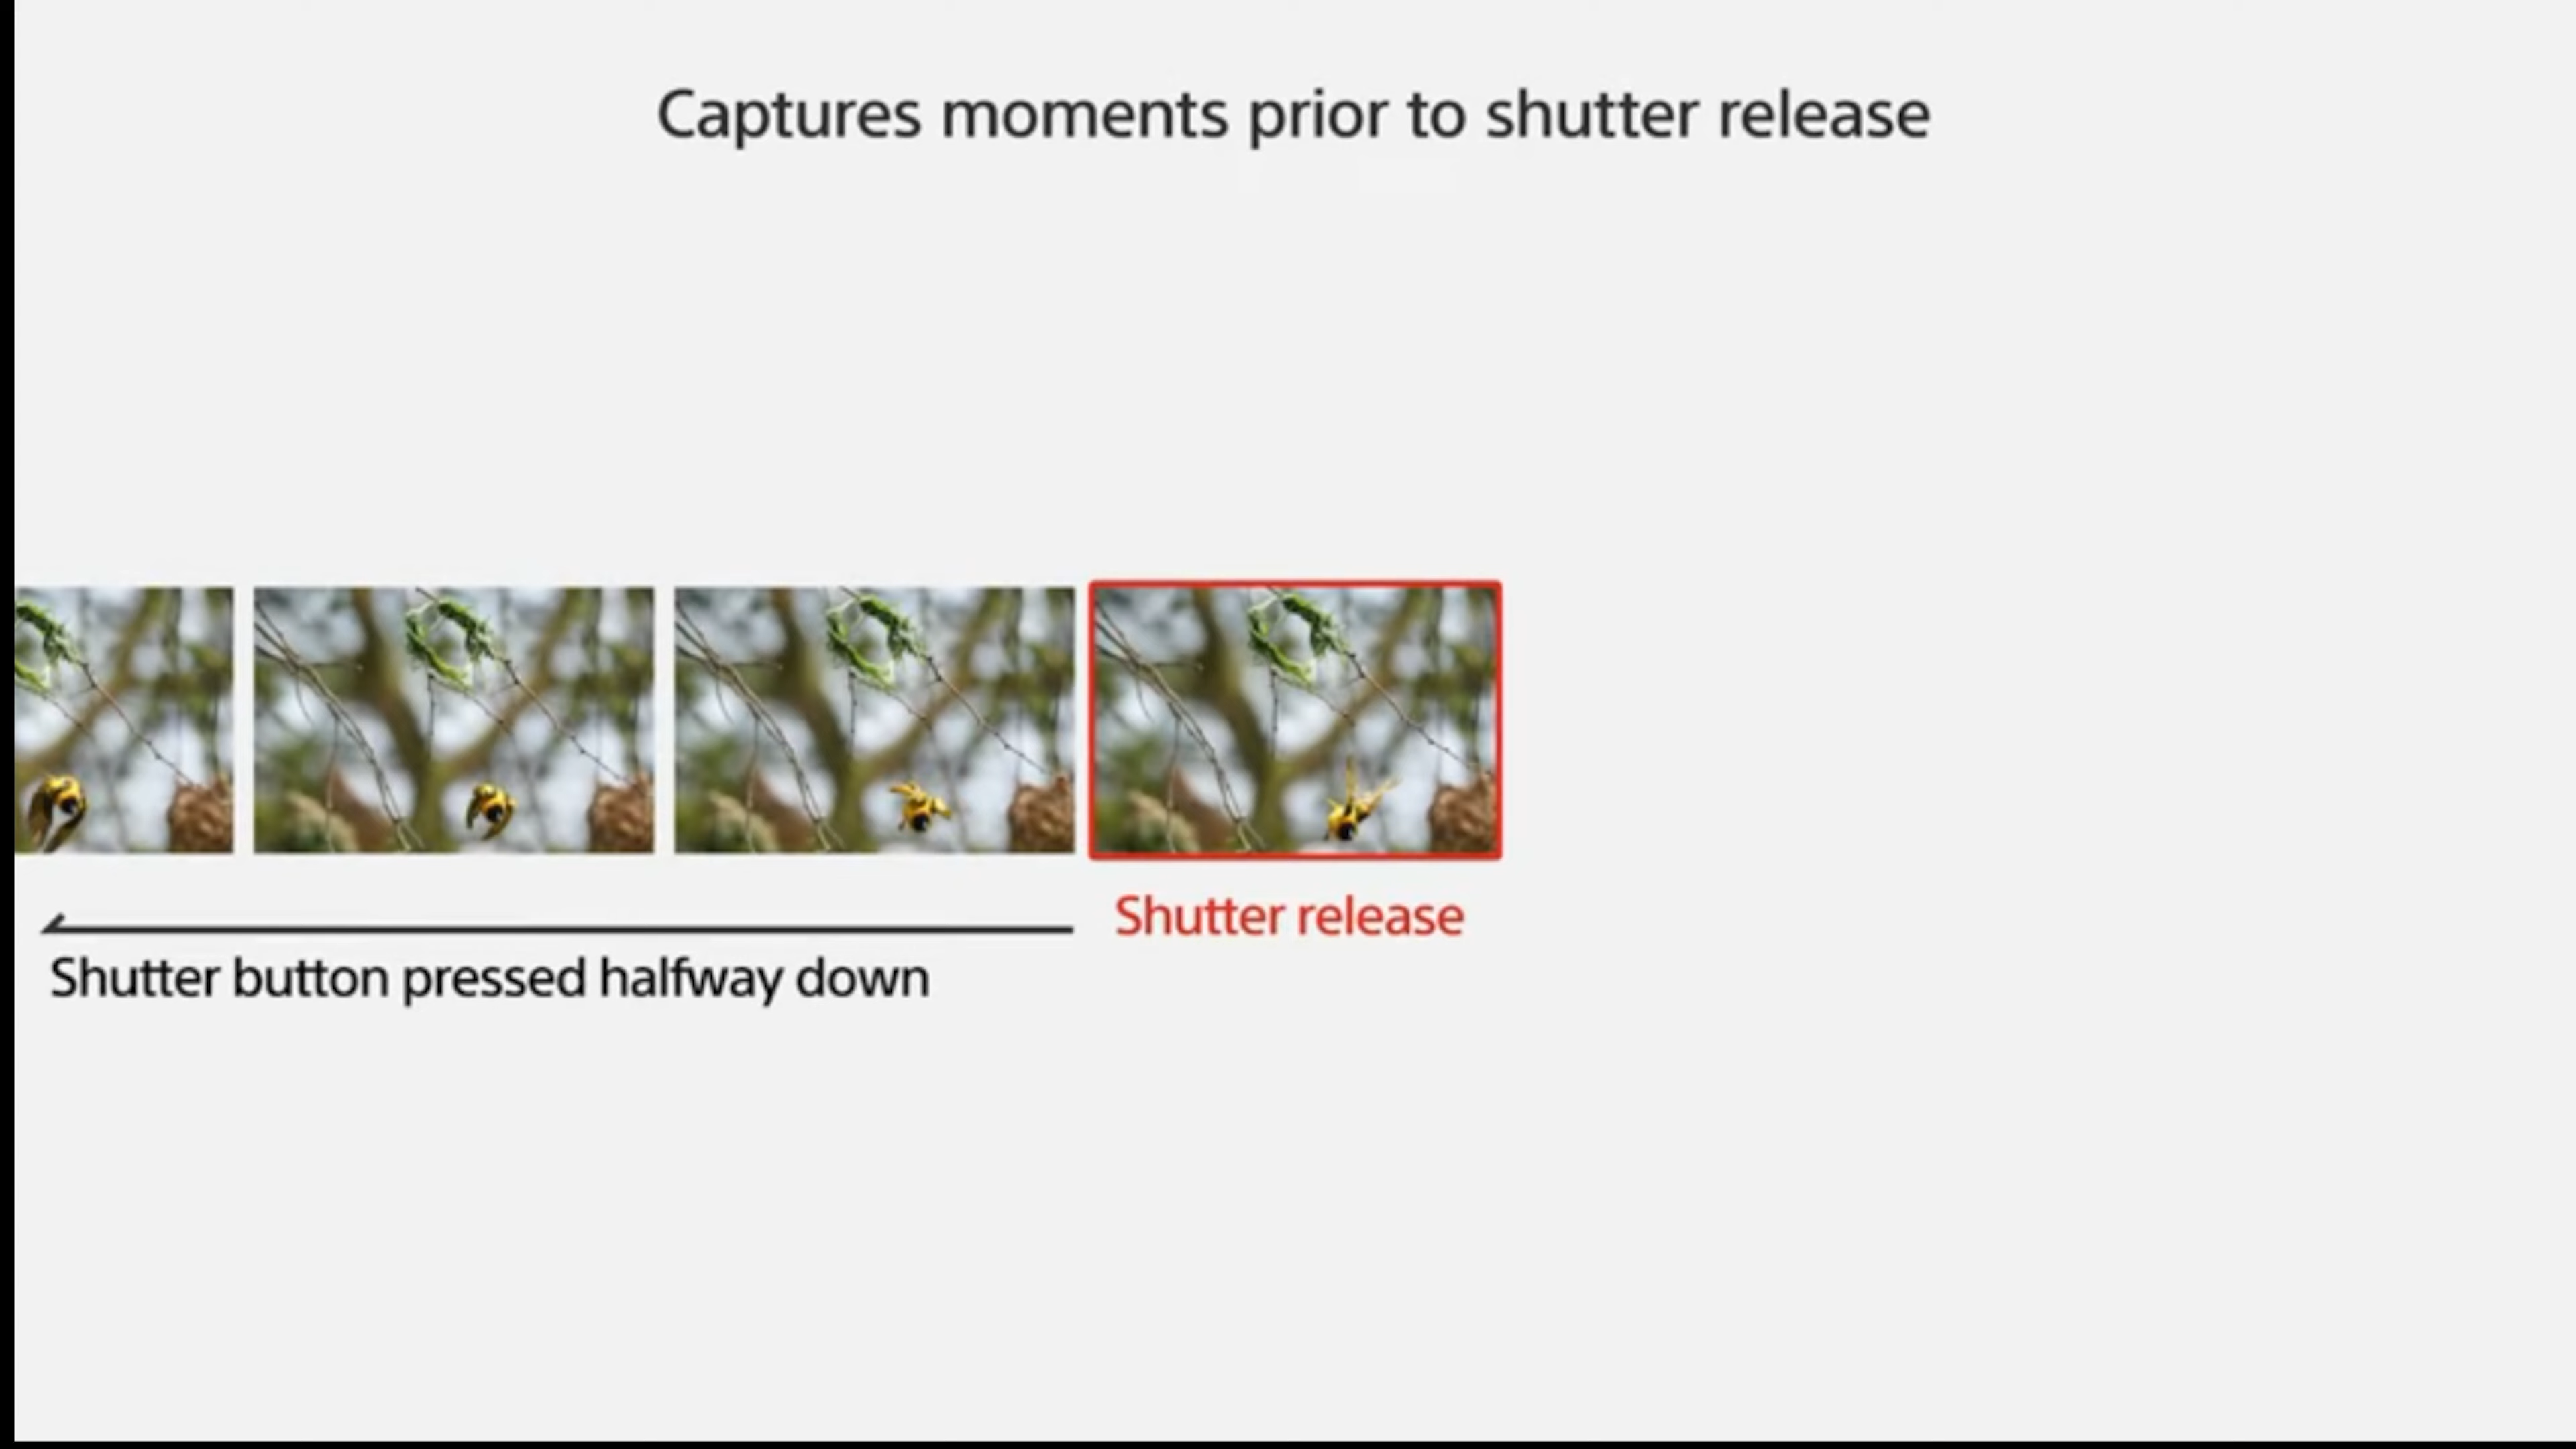 Captures moments prior to shutter release
Shutter release
Shutter button pressed halfway down